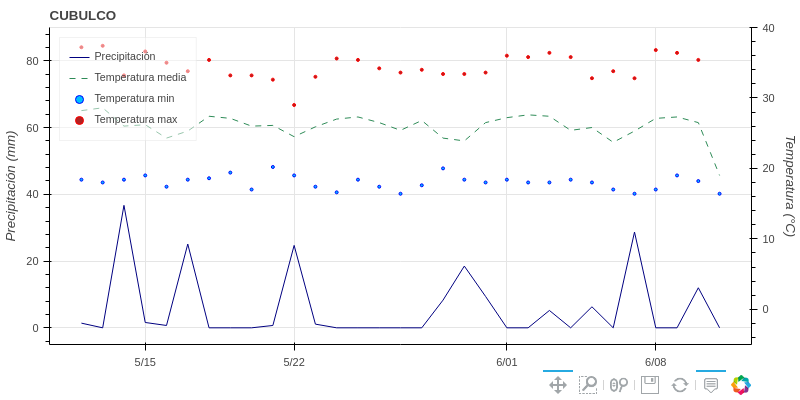 CUBULCO
Precipitación
Temperatura media
Temperatura min
Temperatura max
Precipitación (mm)
80
60
40
20
0
Temperatura (°C)
40
30
20
10
0
5/15
5/22
6/01
6/08